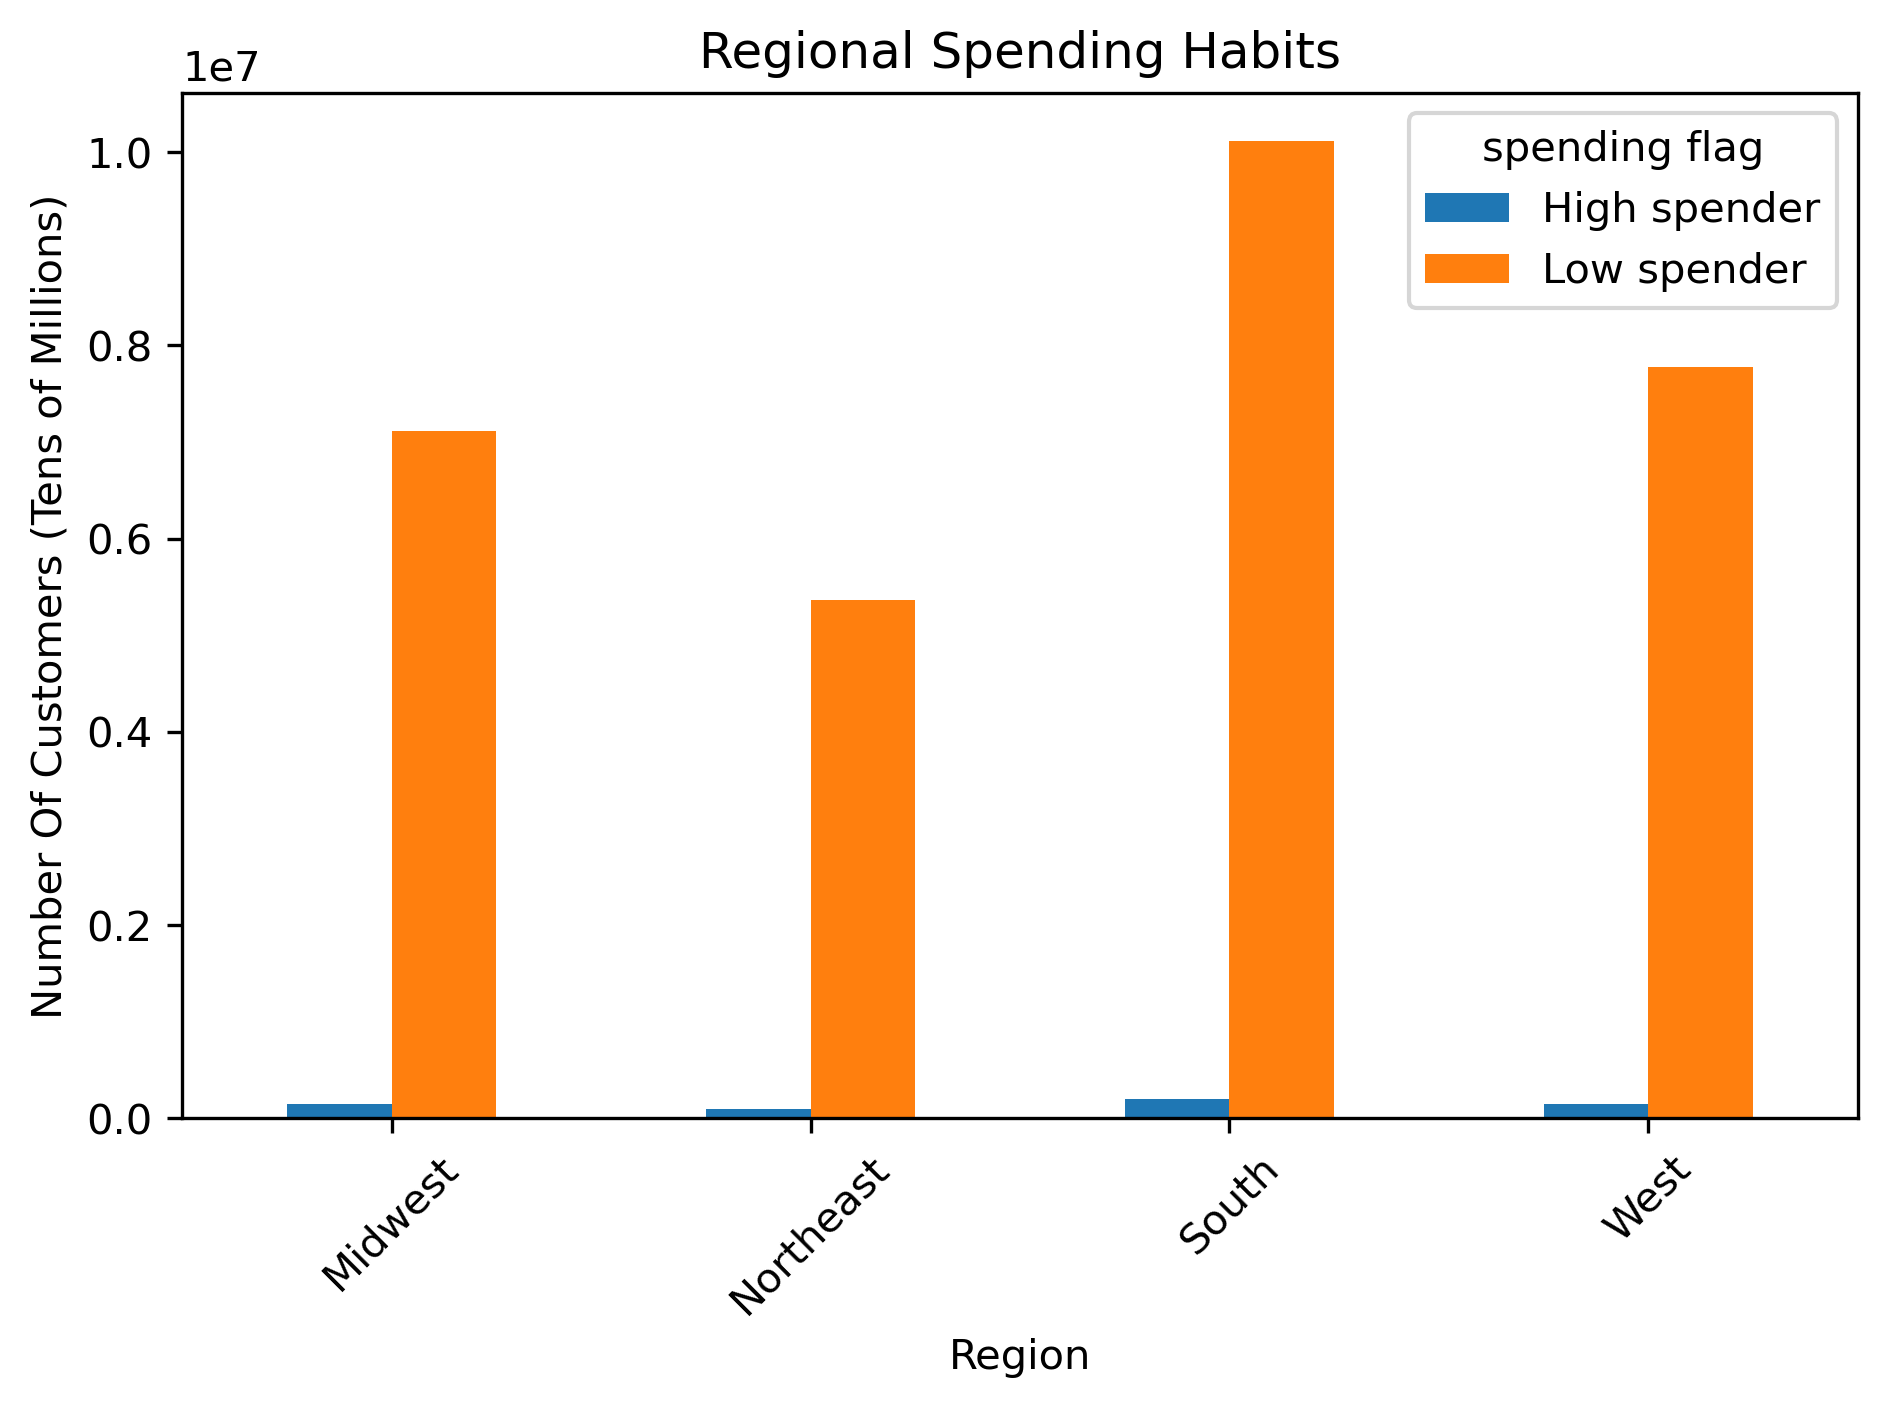 Regional Spending Habits
1e7
1.0
0.8
0.6
0.4
0.2
0.0
Number Of Customers (Tens of Millions)
spending flag
High spender
Low spender
Midwest
Northeast
South
West
Region